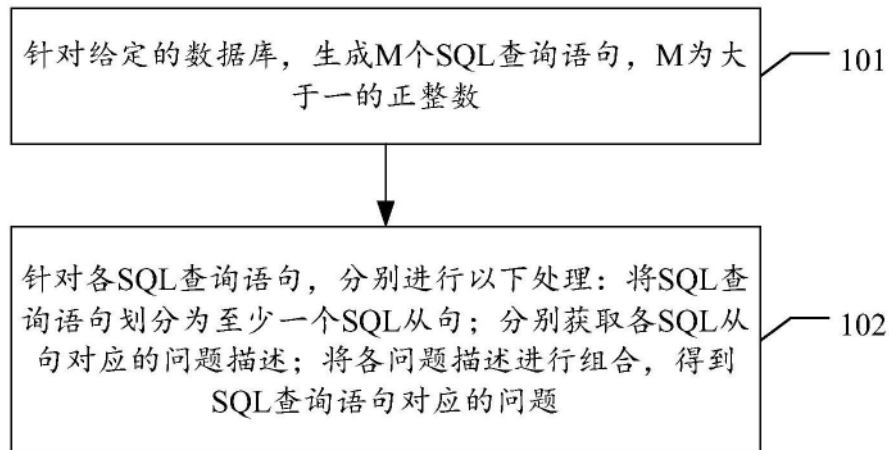 针对给定的数据库，生成M个SQL查询语句，M为大
于一的正整数
101
针对各SQL查询语句，分别进行以下处理：将SQL查
询语句划分为至少一个SQL从句；分别获取各SQL从
句对应的问题描述；将各问题描述进行组合，得到
SQL查询语句对应的问题
102